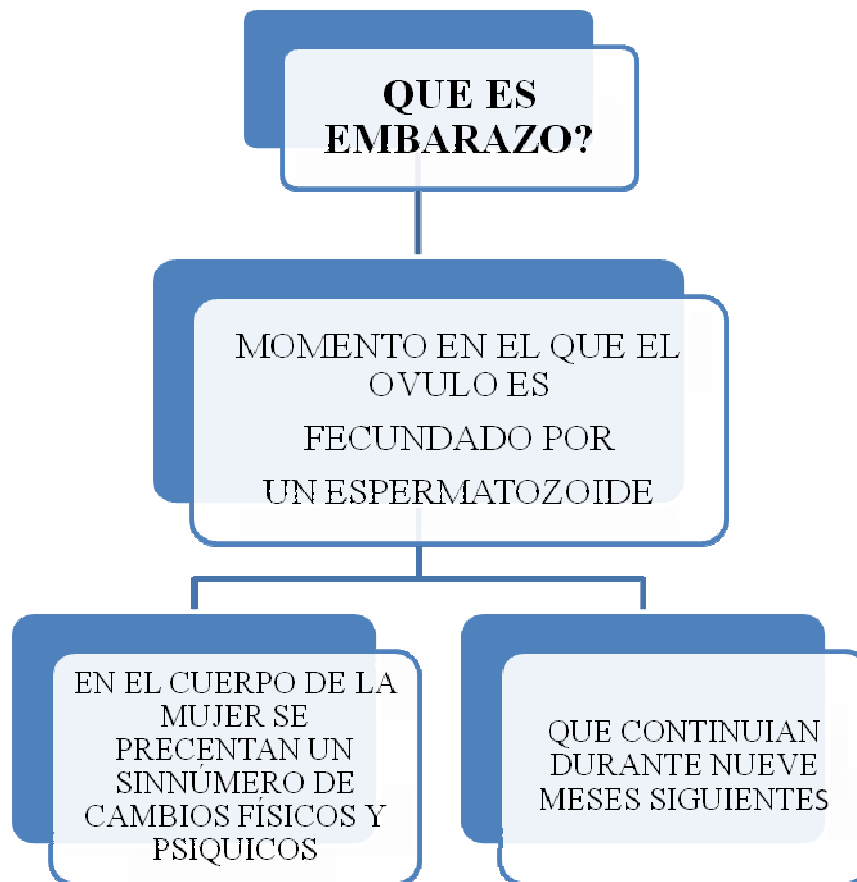 QUE ES
EMBARAZO?
MOMENTO EN EL QUE EL
OVULO ES
FECUNDADO POR
UN ESPERMATOZOIDE
EN EL CUERPO DE LA
MUJER SE
PRECENTAN UN
SINNÚMERO DE
CAMBIOS FÍSICOS Y
PSIQUICOS
QUE CONTINUIAN
DURANTE NUEVE
MESES SIGUIENTES